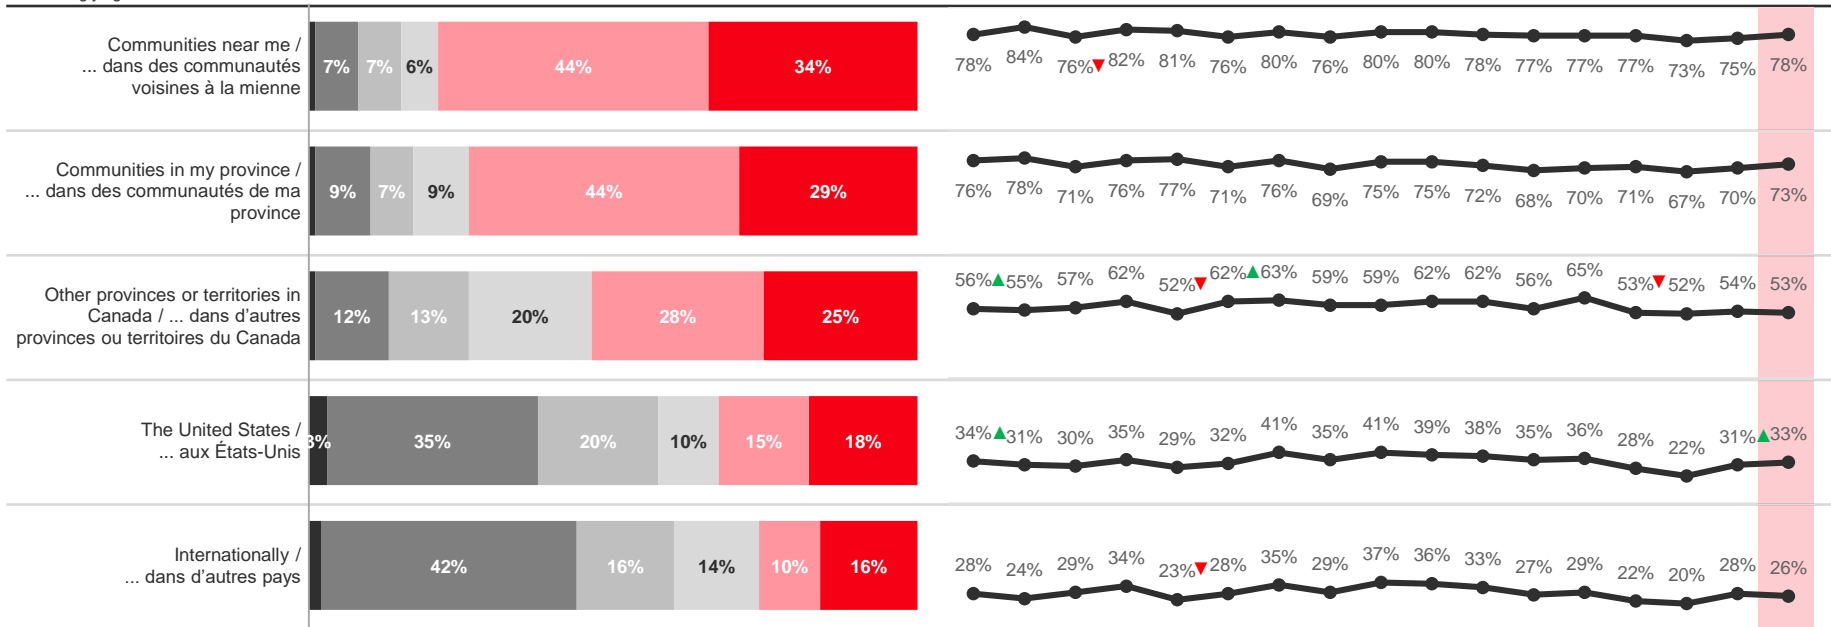 Communities near me /
... dans des communautés
voisines à la mienne
7% 7% 6% 44% 34%
78% 84% 76% 82% 81% 76% 80% 76% 80% 80% 78% 77% 77% 77% 73% 75% 78%
Communities in my province /
... dans des communautés de ma
province
9% 7% 9% 44% 29%
76% 78% 71% 76% 77% 71% 76% 69% 75% 75% 72% 68% 70% 71% 67% 70% 73%
Other provinces or territories in
Canada / ... dans d'autres
provinces ou territoires du Canada
12% 13% 20% 28% 25%
56% 55% 57% 62% 52% 62% 63% 59% 59% 62% 62% 56% 65% 53% 52% 54% 53%
The United States /
... aux États-Unis
3% 35% 20% 10% 15% 18%
34% 31% 30% 35% 29% 32% 41% 35% 41% 39% 38% 35% 36% 28% 22% 31% 33%
Internationally /
... dans d'autres pays
42% 16% 14% 10% 16%
28% 24% 29% 34% 23% 28% 35% 29% 37% 36% 33% 27% 29% 22% 20% 28% 26%